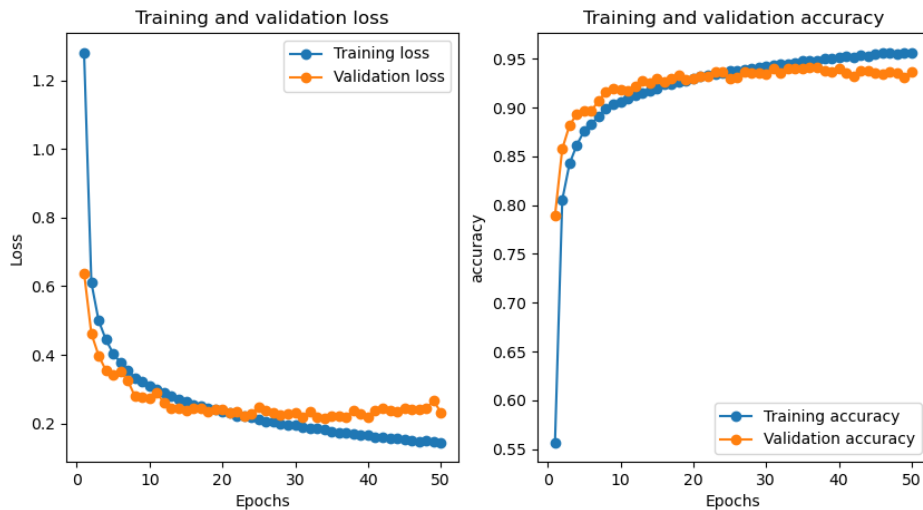 Training and validation loss
Training loss
Validation loss
Loss
1.2
1.0
0.8
0.6
0.4
0.2
0
10
20
30
40
50
Epochs
Training and validation accuracy
accuracy
0.95
0.90
0.85
0.80
0.75
0.70
0.65
0.60
0.55
Training accuracy
Validation accuracy
0
10
20
30
40
50
Epochs